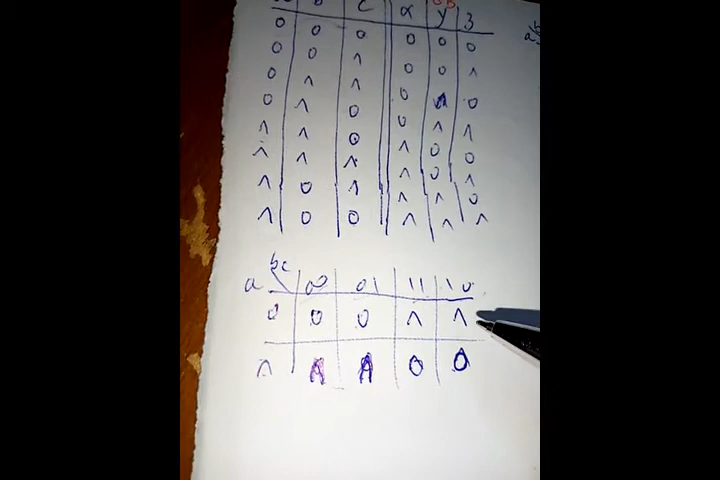 c x y 3
0 0 0 0 0 0
0 0 1 0 0 1
0 1 1 0 1 0
0 1 0 0 1 1
1 1 0 1 0 0
1 1 1 1 0 1
1 0 1 1 1 0
1 0 0 1 1 1
bc
a 00 01 11 10
0 0 0 1 1
1 1 1 0 0